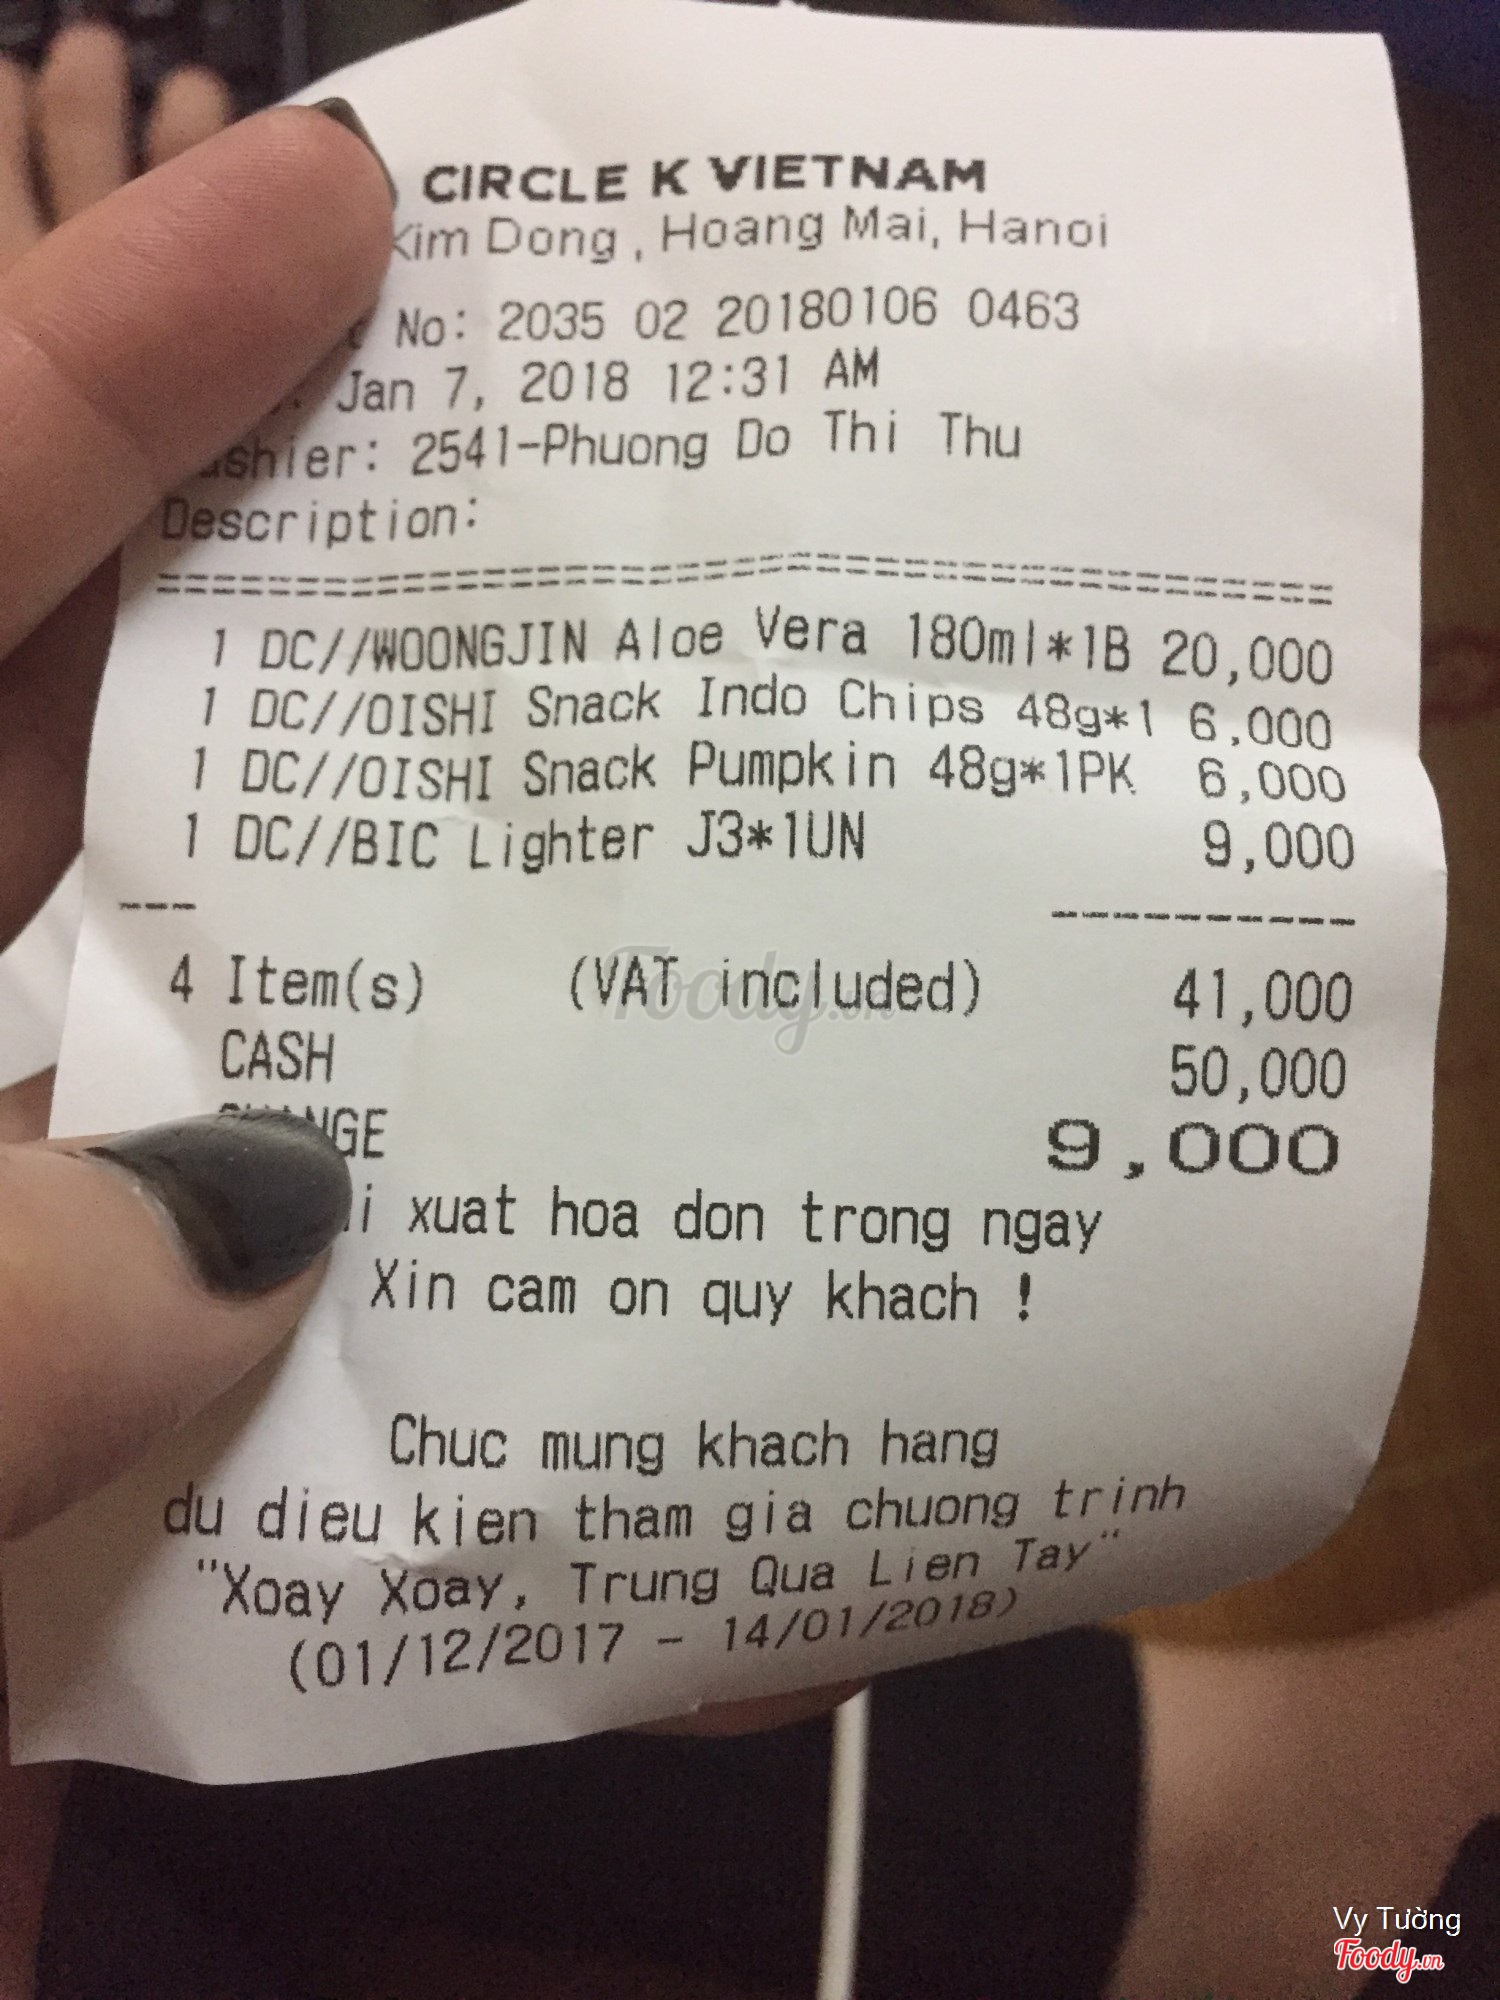 CIRCLE K VIETNAM
Kim Dong , Hoang Mai, Hanoi
No: 2035 02 20180106 0463
Jan 7, 2018 12:31 AM
Cashier: 2541-Phuong Do Thi Thu
Description:
1 DC//WOONGJIN Aloe Vera 180ml*1B 20,000
1 DC//OISHI Snack Indo Chips 48g*1 6,000
1 DC//OISHI Snack Pumpkin 48g*1PK 6,000
1 DC//BIC Lighter J3*1UN 9,000
4 Item(s) (VAT included) 41,000
CASH 50,000
CHANGE 9,000
xuat hoa don trong ngay
Xin cam on quy khach !
Chuc mung khach hang
du dieu kien tham gia chuong trinh
"Xoay Xoay, Trung Qua Lien Tay"
(01/12/2017 - 14/01/2018)
Foody.vn
Vy Tường
Foody.vn